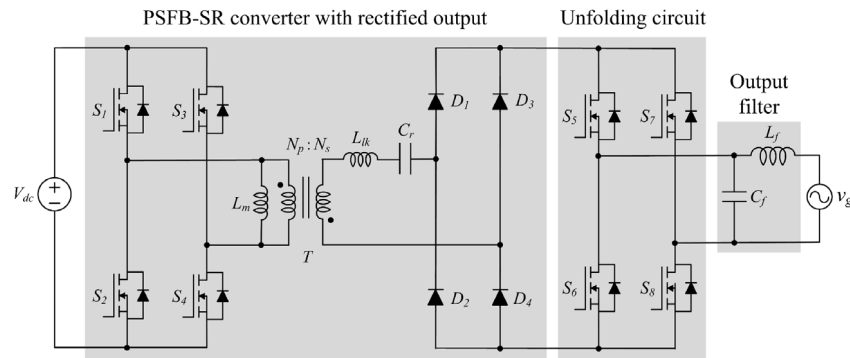 PSFB-SR converter with rectified output
Unfolding circuit
Output
filter
S1
S3
D1
D3
S5
S7
Np : Ns
Llk
Cr
Lf
Vdc
Lm
Cf
vg
T
S2
S4
D2
D4
S6
S8